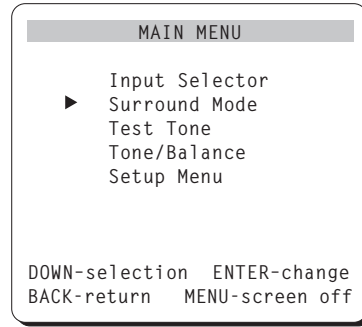 MAIN MENU
Input Selector
Surround Mode
Test Tone
Tone/Balance
Setup Menu
DOWN-selection ENTER-change
BACK-return MENU-screen off